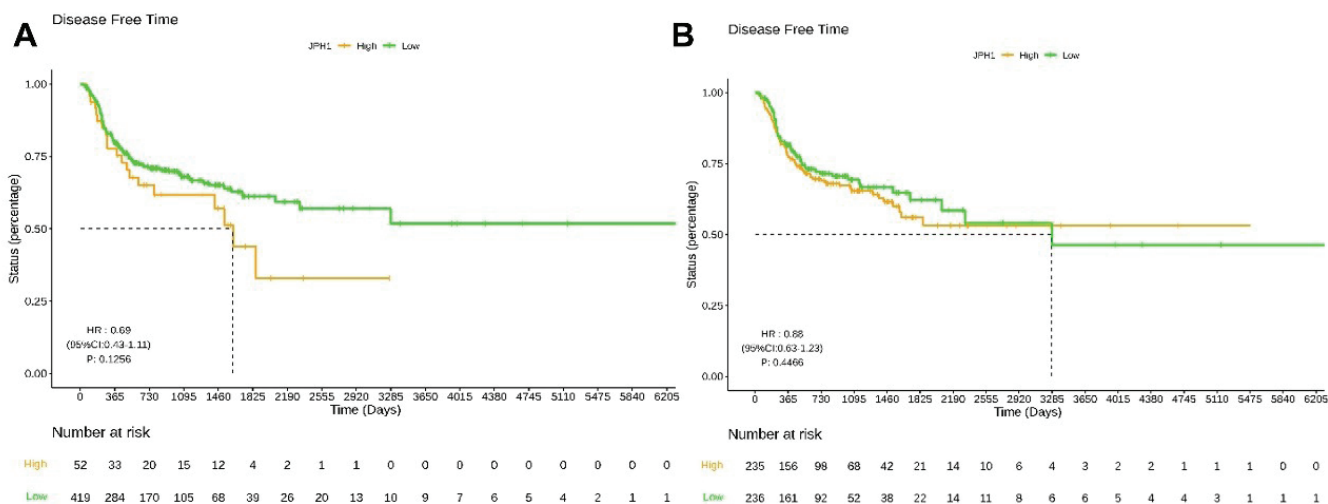 A
Disease Free Time
JPH1 High Low
1.00
0.75
0.50
0.25
0.00
Status (percentage)
HR : 0.69
(95%CI:0.43-1.11)
P: 0.1256
0 365 730 1095 1460 1825 2190 2555 2920 3285 3650 4015 4380 4745 5110 5475 5840 6205
Time (Days)
Number at risk
High 52 33 20 15 12 4 2 1 1 0 0 0 0 0 0 0 0 0
Low 419 284 170 105 68 39 26 20 13 10 9 7 6 5 4 2 1 1
B
Disease Free Time
JPH1 High Low
1.00
0.75
0.50
0.25
0.00
Status (percentage)
HR : 0.88
(95%CI:0.63-1.23)
P: 0.4466
0 365 730 1095 1460 1825 2190 2555 2920 3285 3650 4015 4380 4745 5110 5475 5840 6205
Time (Days)
Number at risk
High 235 156 98 68 42 21 14 10 6 4 3 2 2 1 1 1 0 0
Low 236 161 92 52 38 22 14 11 8 6 6 5 4 4 3 1 1 1